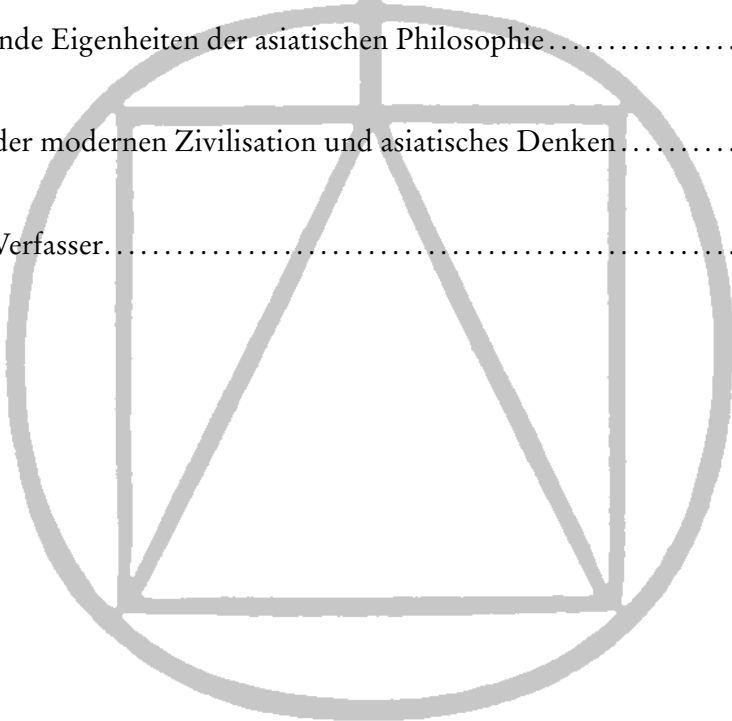 nde Eigenheiten der asiatischen Philosophie................
der modernen Zivilisation und asiatisches Denken..........
Verfasser..............................................................